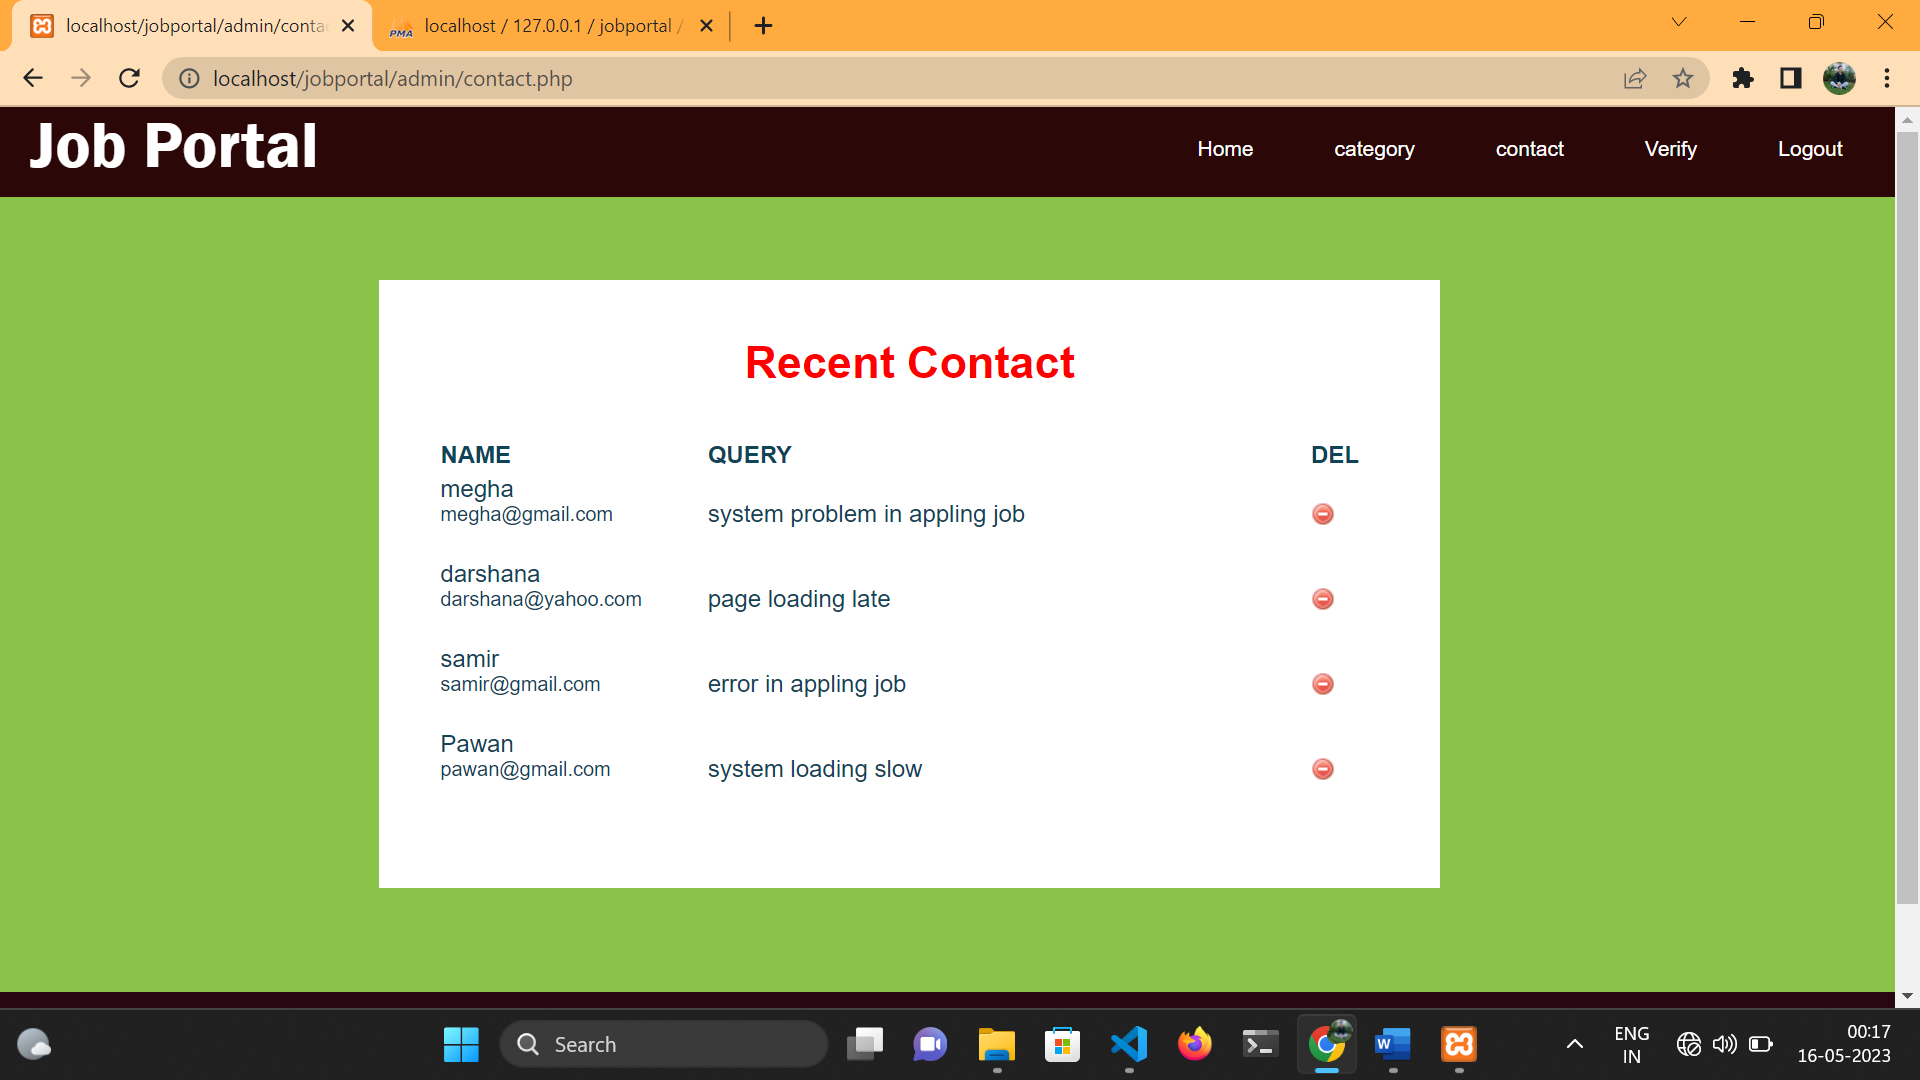 localhost/jobportal/admin/conta
localhost / 127.0.0.1 / jobportal /
localhost/jobportal/admin/contact.php
Job Portal
Home
category
contact
Verify
Logout
Recent Contact
NAME QUERY DEL
megha
megha@gmail.com
system problem in appling job
darshana
darshana@yahoo.com
page loading late
samir
samir@gmail.com
error in appling job
Pawan
pawan@gmail.com
system loading slow
Search
ENG
IN
00:17
16-05-2023